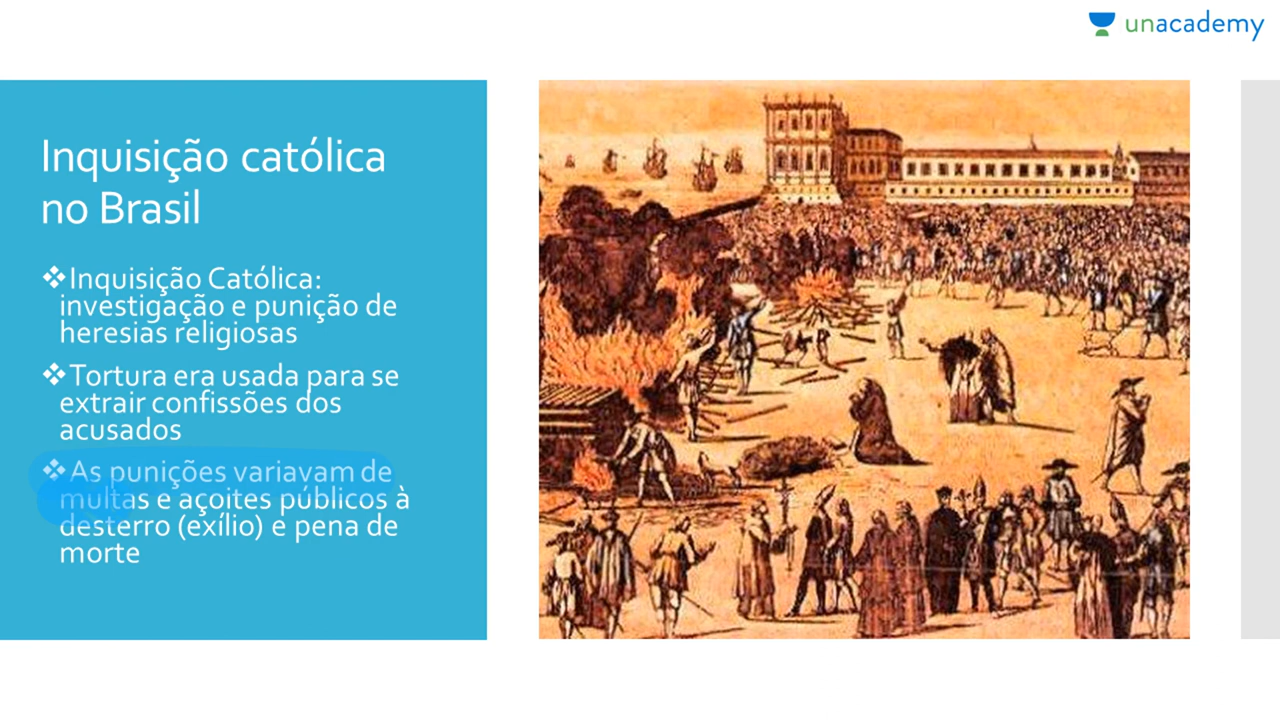 unacademy
Inquisição católica
no Brasil
❖Inquisição Católica:
investigação e punição de
heresias religiosas
❖Tortura era usada para se
extrair confissões dos
acusados
❖As punições variavam de
multas e açoites públicos à
desterro (exílio) e pena de
morte